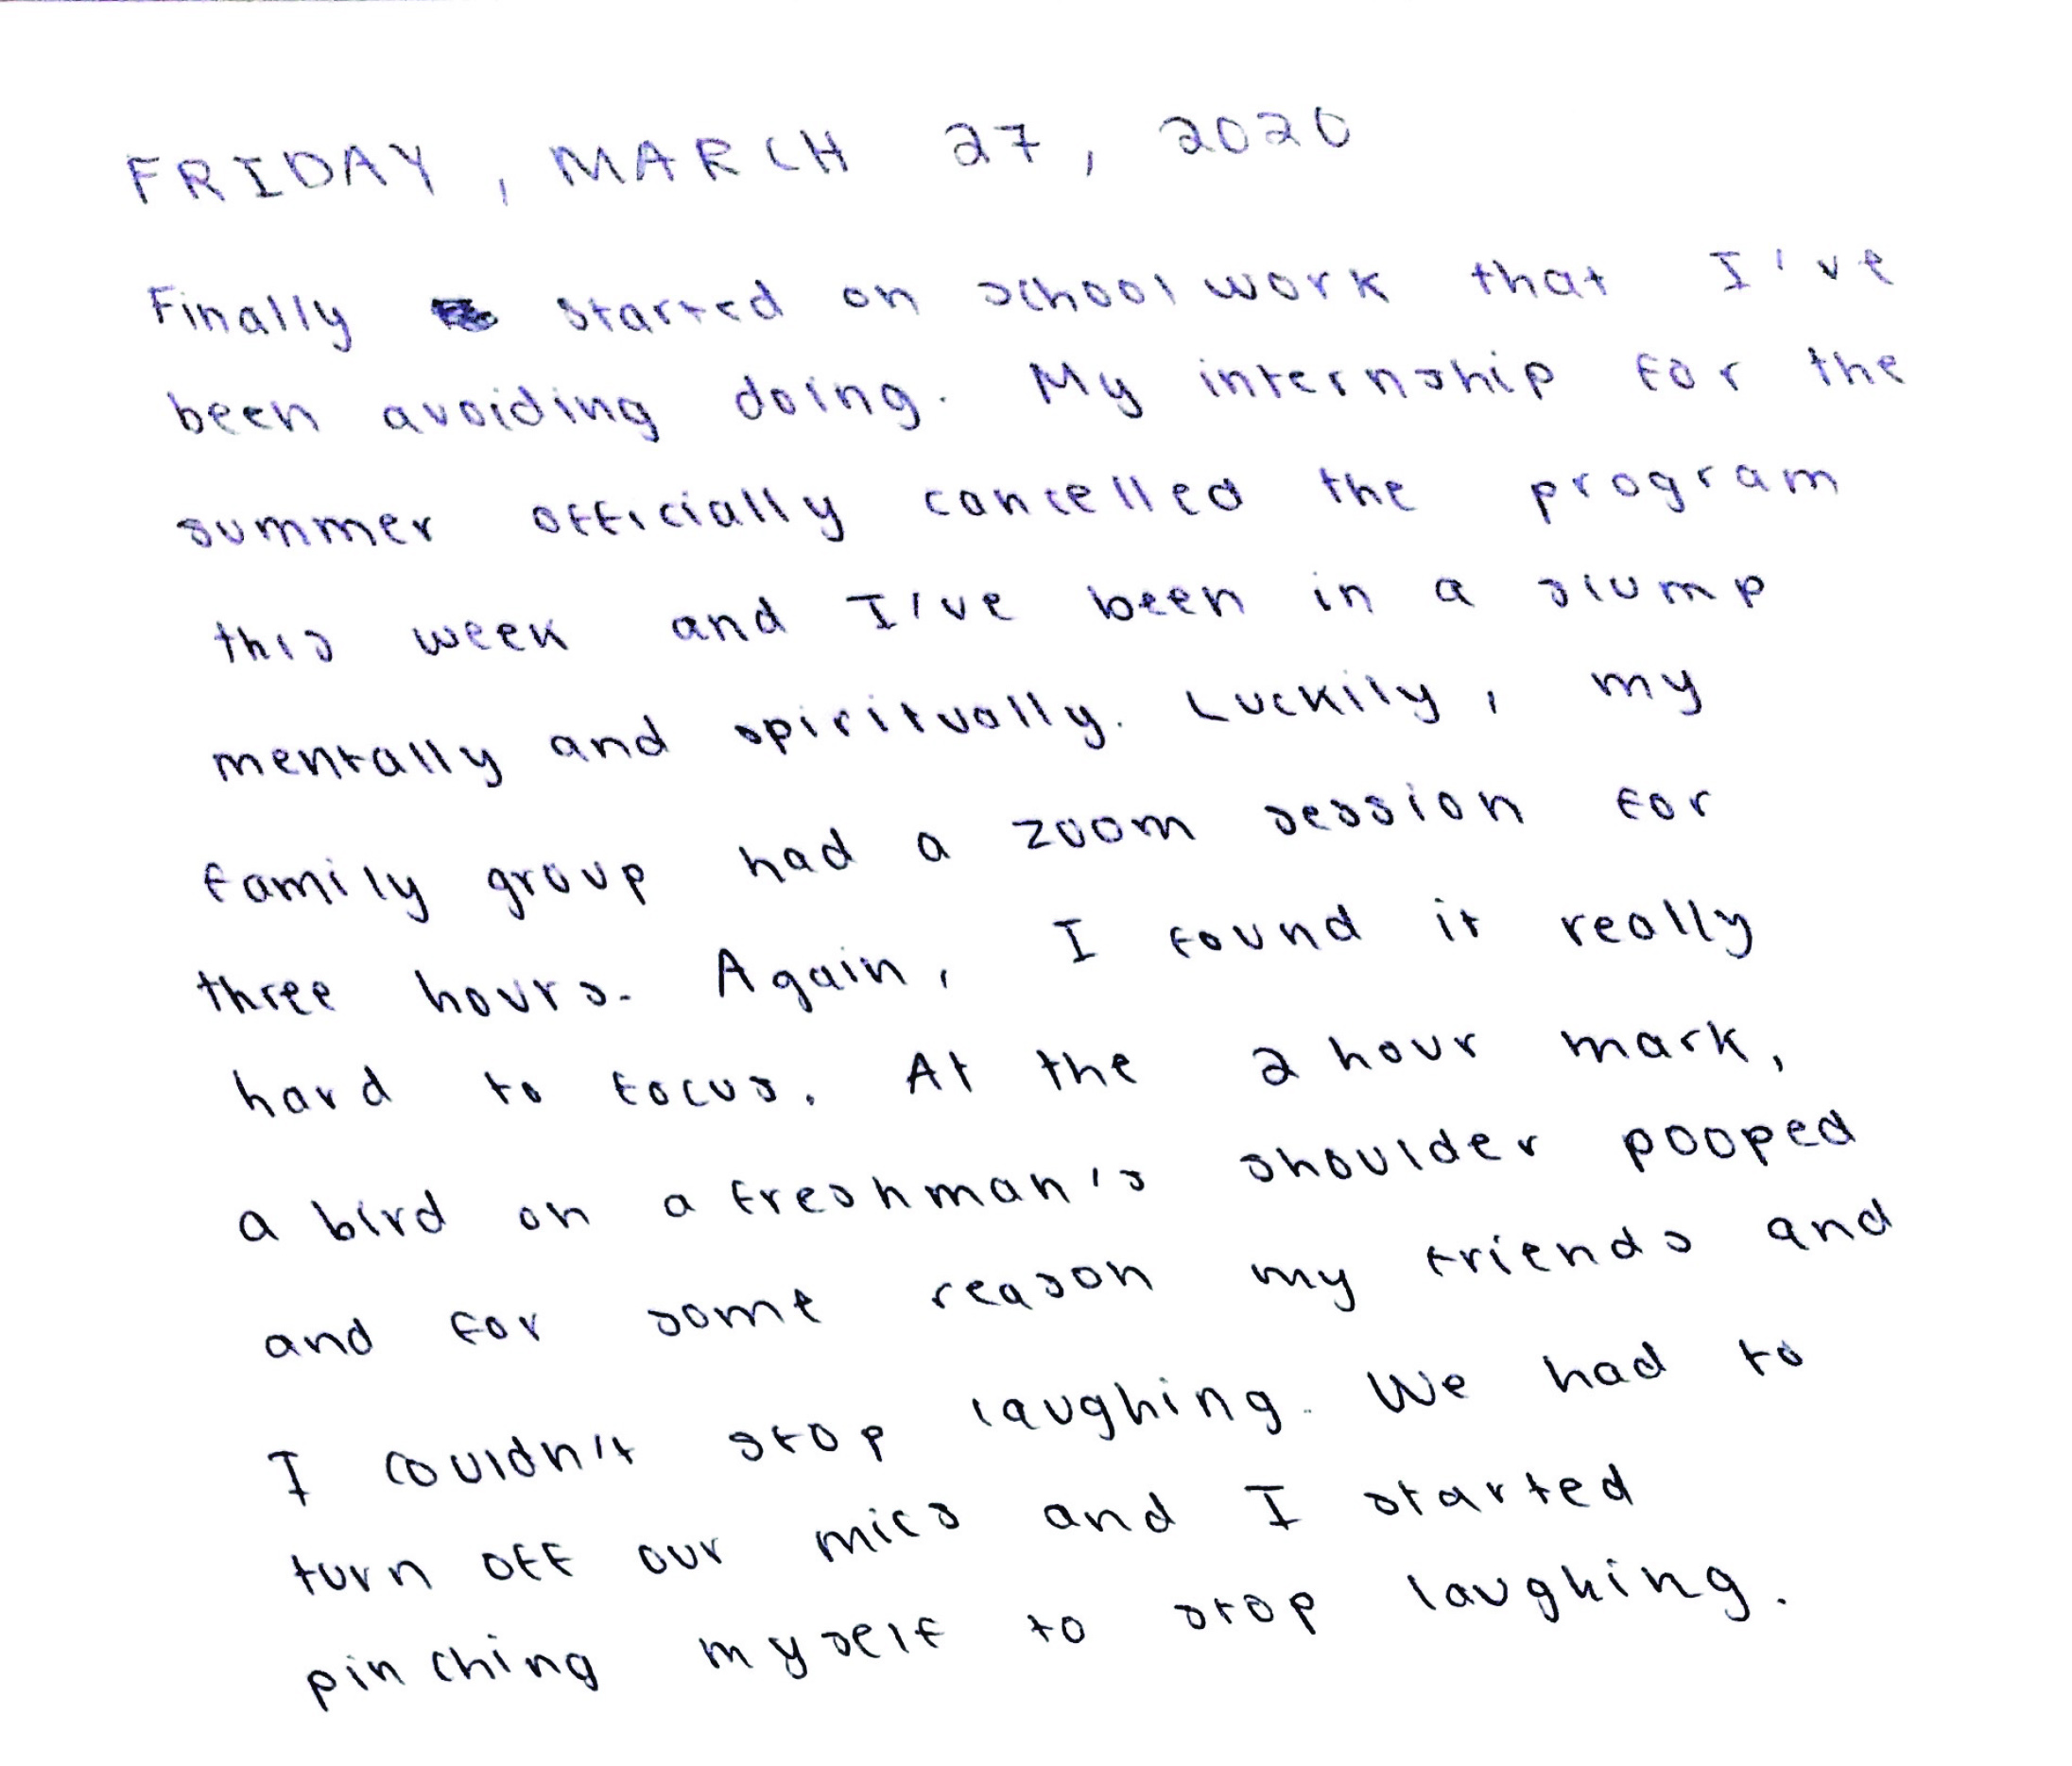 FRIDAY, MARCH 27, 2020
Finally started on school work that I've
been avoiding doing. My internship for the
summer officially cancelled the program
this week and I've been in a slump
mentally and spiritually. Luckily, my
family group had a zoom session for
three hours. Again, I found it really
hard to focus. At the 2 hour mark,
a bird on a freshman's shoulder pooped
and for some reason my friends and
I couldn't stop laughing. We had to
turn off our mics and I started
pinching myself to stop laughing.